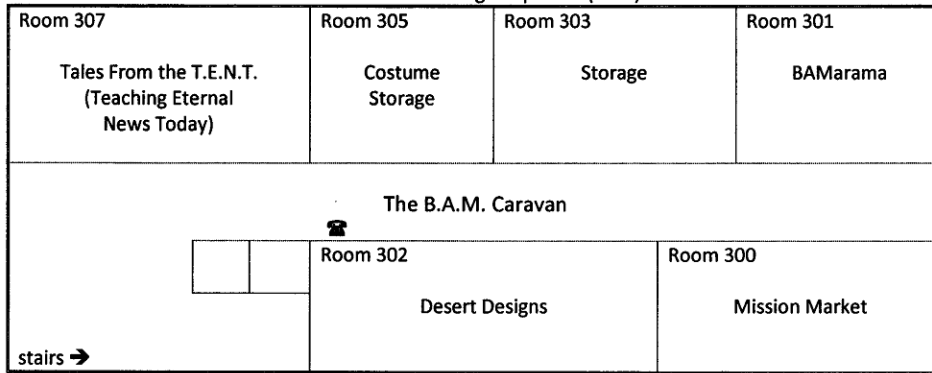 Room 307
Tales From the T.E.N.T.
(Teaching Eternal
News Today)
Room 305
Costume
Storage
Room 303
Storage
Room 301
BAMarama
The B.A.M. Caravan
☎
Room 302
Desert Designs
Room 300
Mission Market
stairs ➔